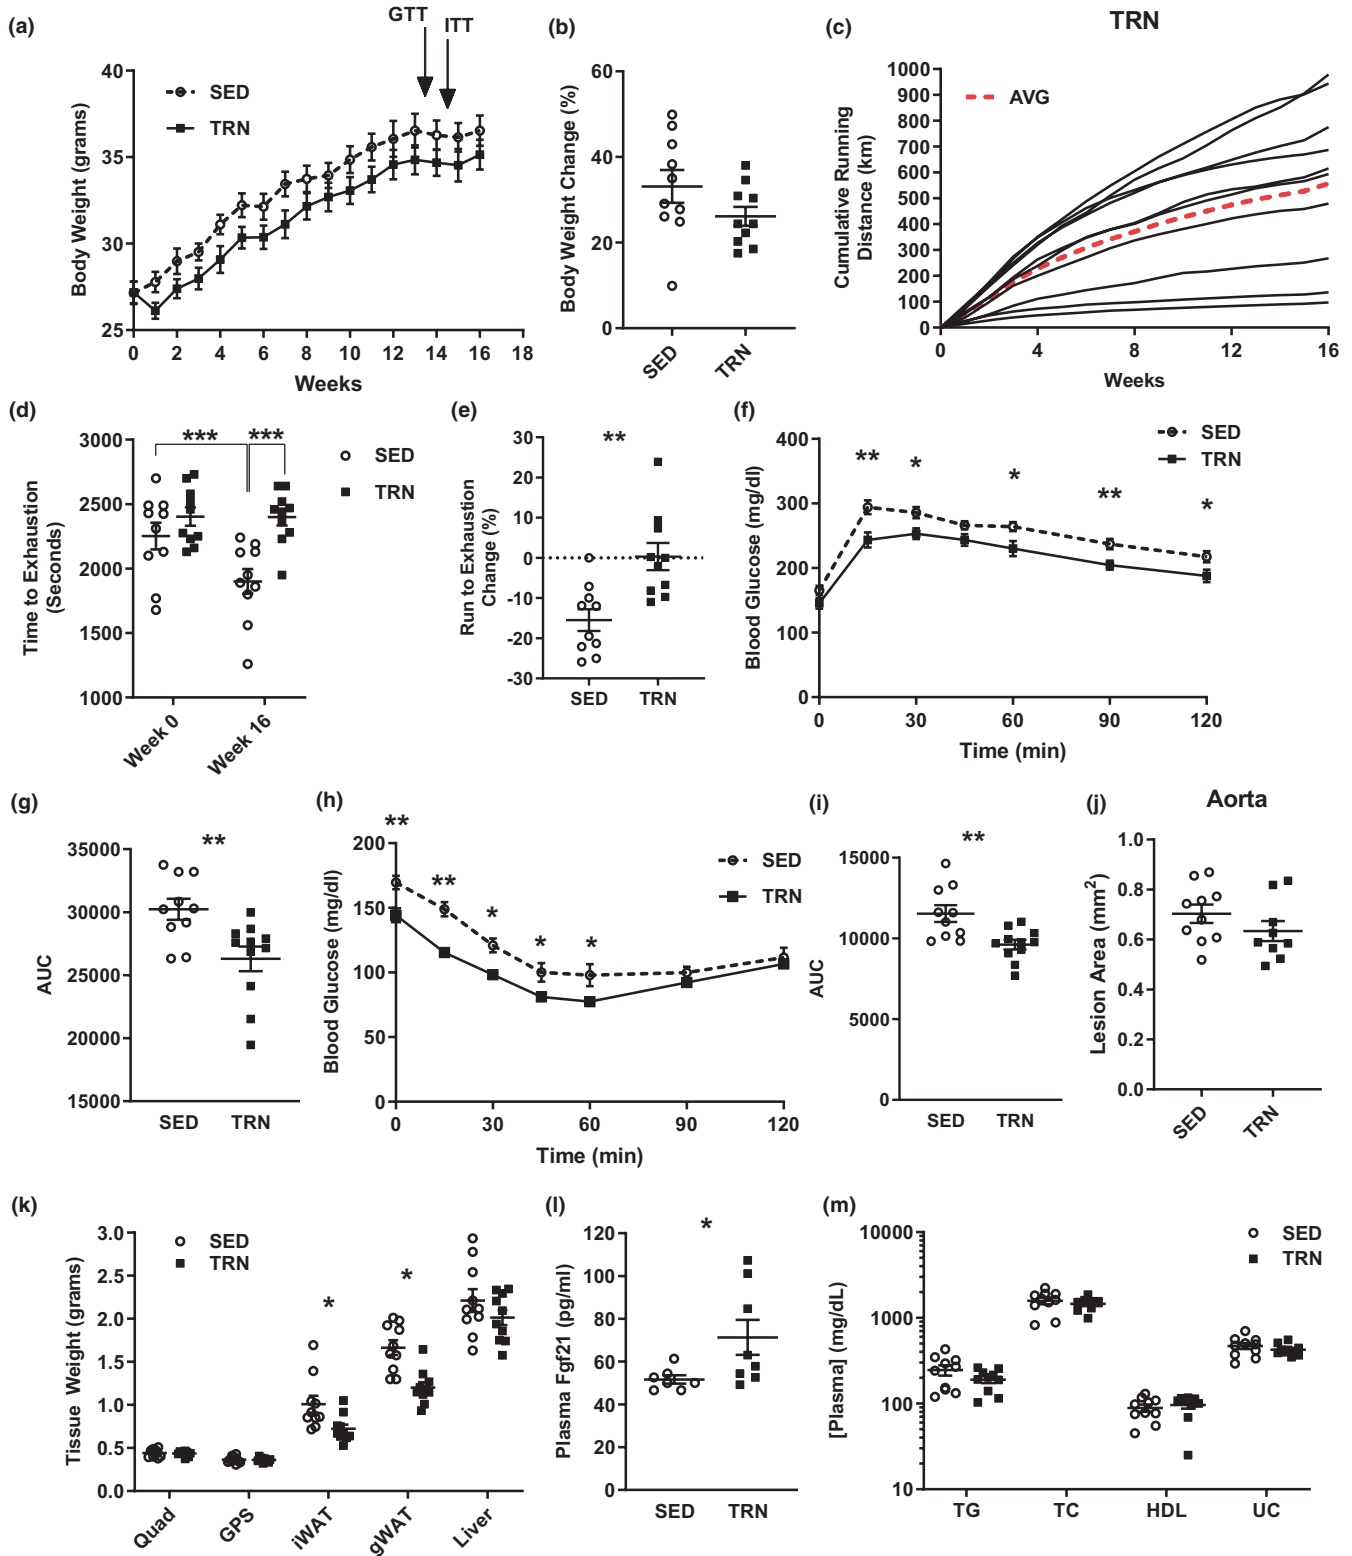 (a)
GTT
ITT
SED
TRN
Body Weight (grams)
40
35
30
25
0 2 4 6 8 10 12 14 16 18
Weeks
(b)
Body Weight Change (%)
60
40
20
0
SED TRN
(c)
TRN
AVG
Cumulative Running
Distance (km)
1000
900
800
700
600
500
400
300
200
100
0
0 4 8 12 16
Weeks
(d)
*** ***
SED
TRN
Time to Exhaustion
(Seconds)
3000
2500
2000
1500
1000
Week 0 Week 16
(e)
**
Run to Exhaustion
Change (%)
30
20
10
0
-10
-20
-30
SED TRN
(f)
SED
TRN
** * * ** *
Blood Glucose (mg/dl)
400
300
200
100
0
0 30 60 90 120
Time (min)
(g)
**
AUC
35000
30000
25000
20000
15000
SED TRN
(h)
** ** * * *
SED
TRN
Blood Glucose (mg/dl)
200
150
100
50
0
0 30 60 90 120
Time (min)
(i)
**
AUC
15000
10000
5000
0
SED TRN
(j)
Aorta
Lesion Area (mm²)
1.0
0.8
0.6
0.4
0.2
0.0
SED TRN
(k)
SED
TRN
* *
Tissue Weight (grams)
3.0
2.5
2.0
1.5
1.0
0.5
0.0
Quad GPS iWAT gWAT Liver
(l)
*
Plasma Fgf21 (pg/ml)
120
100
80
60
40
20
0
SED TRN
(m)
SED
TRN
[Plasma] (mg/dL)
10000
1000
100
10
TG TC HDL UC